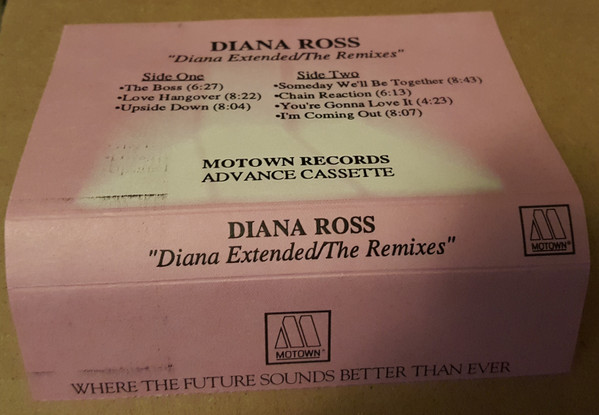 DIANA ROSS
"Diana Extended/The Remixes"
Side One
•The Boss (6:27)
•Love Hangover (8:22)
•Upside Down (8:04)
Side Two
•Someday We'll Be Together (8:43)
•Chain Reaction (6:13)
•You're Gonna Love It (4:23)
•I'm Coming Out (8:07)
MOTOWN RECORDS
ADVANCE CASSETTE
DIANA ROSS
"Diana Extended/The Remixes"
MOTOWN®
MOTOWN™
WHERE THE FUTURE SOUNDS BETTER THAN EVER